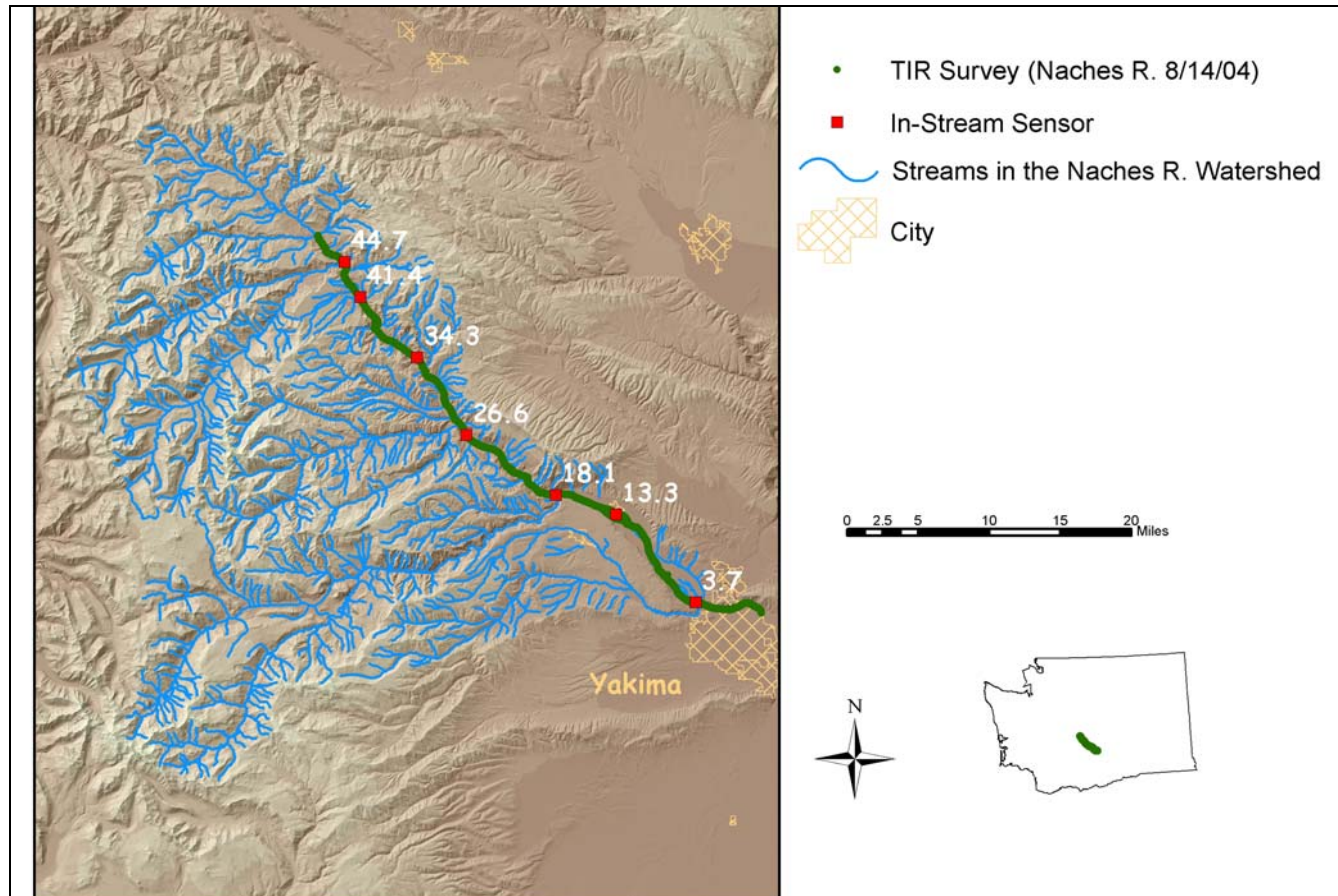 44.7
41.4
34.3
26.6
18.1
13.3
3.7
Yakima
TIR Survey (Naches R. 8/14/04)
In-Stream Sensor
Streams in the Naches R. Watershed
City
0 2.5 5 10 15 20
Miles
N